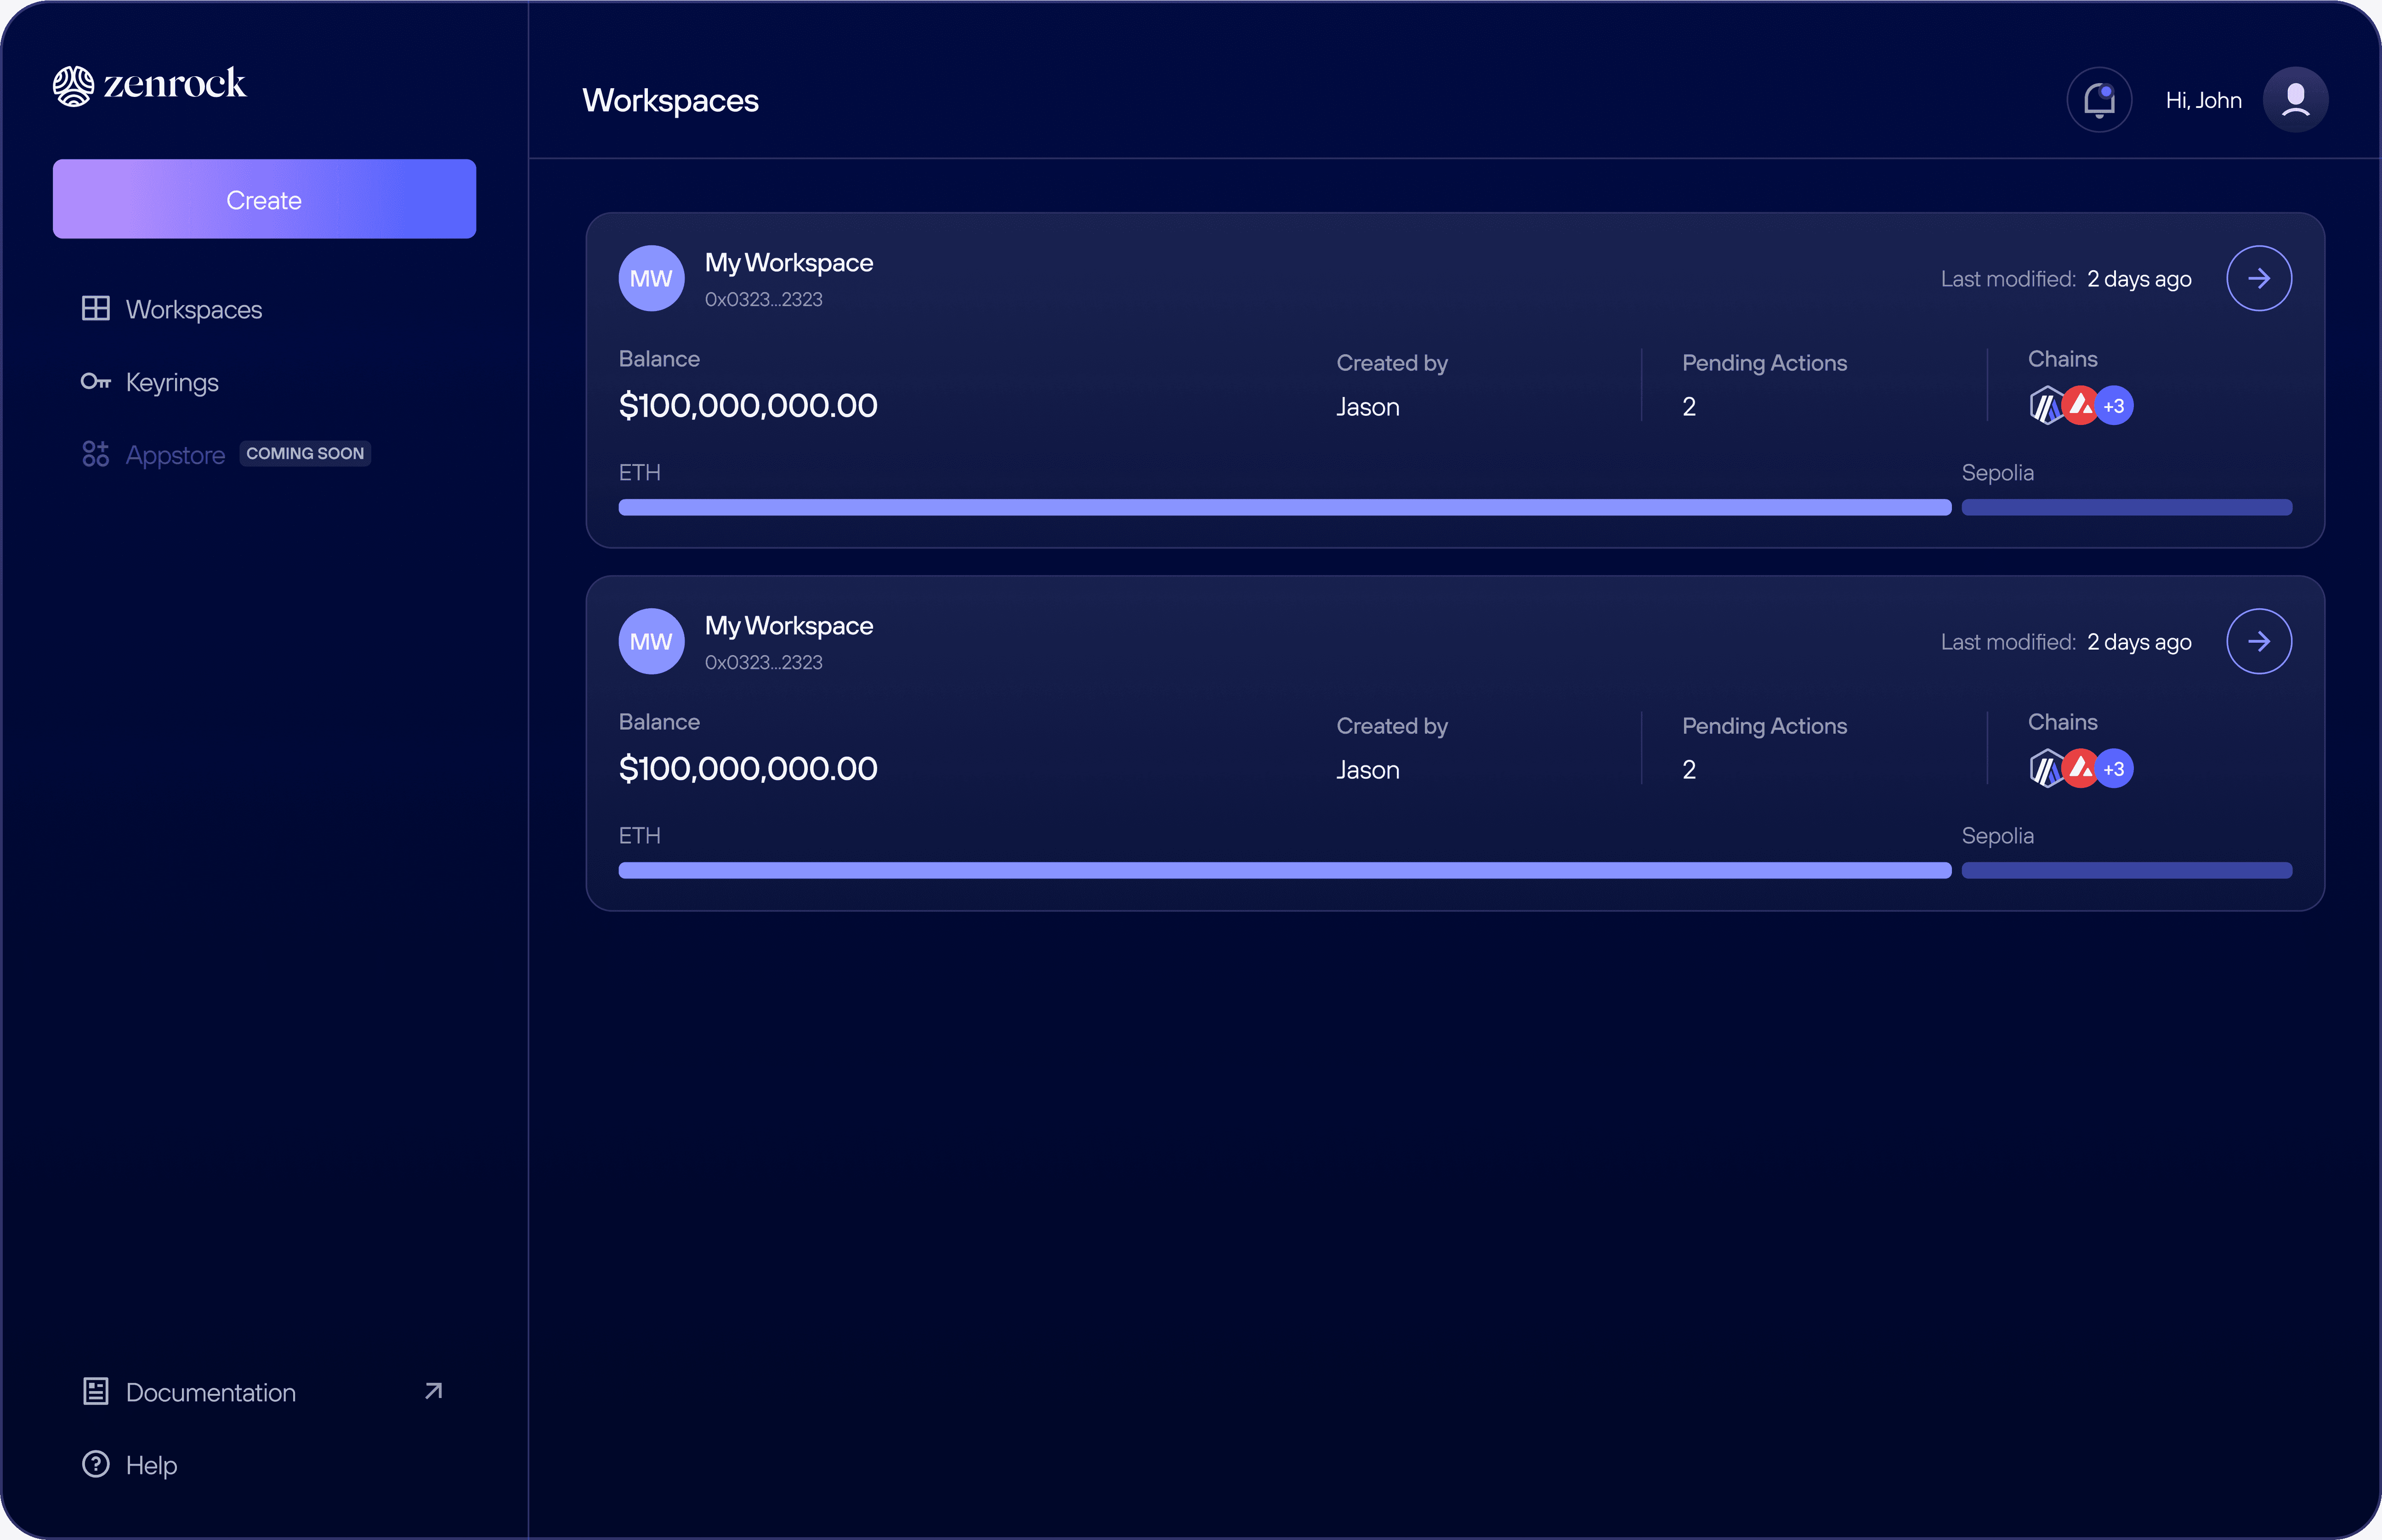 zenrock
Workspaces
Hi, John
Create
Workspaces
Keyrings
Appstore COMING SOON
MW
My Workspace
0x0323...2323
Last modified: 2 days ago
Balance
$100,000,000.00
Created by
Jason
Pending Actions
2
Chains
+3
ETH
Sepolia
MW
My Workspace
0x0323...2323
Last modified: 2 days ago
Balance
$100,000,000.00
Created by
Jason
Pending Actions
2
Chains
+3
ETH
Sepolia
Documentation
Help